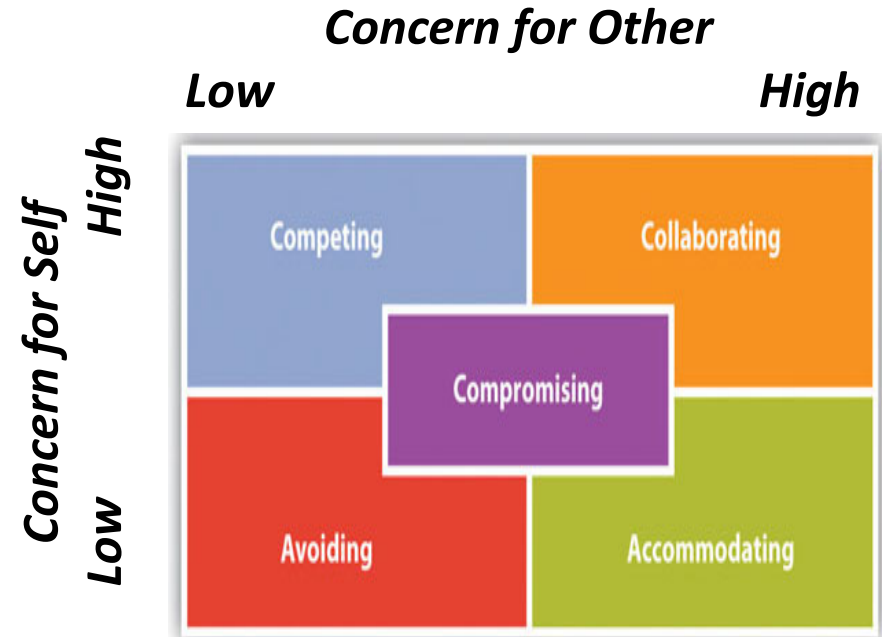 Concern for Other
Low High
Concern for Self
High
Low
Competing Collaborating
Compromising
Avoiding Accommodating